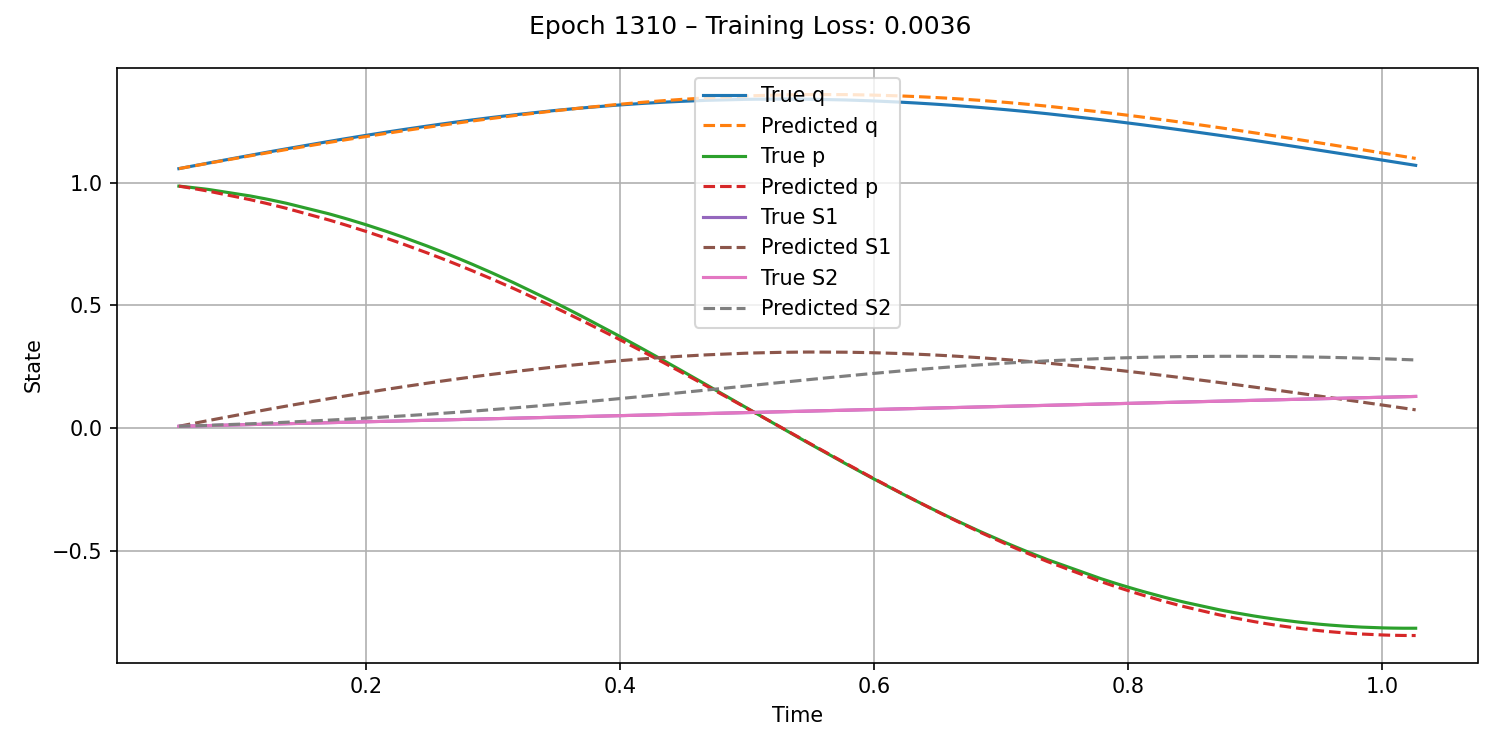 Epoch 1310 – Training Loss: 0.0036
True q
Predicted q
True p
Predicted p
True S1
Predicted S1
True S2
Predicted S2
State
1.0
0.5
0.0
−0.5
0.2
0.4
0.6
0.8
1.0
Time